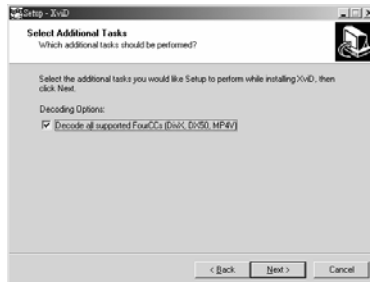 Setup - XviD
Select Additional Tasks
Which additional tasks should be performed?
Select the additional tasks you would like Setup to perform while installing XviD, then
click Next.
Decoding Options:
Decode all supported FourCCs (DivX, DX50, MP4V)
< Back
Next >
Cancel